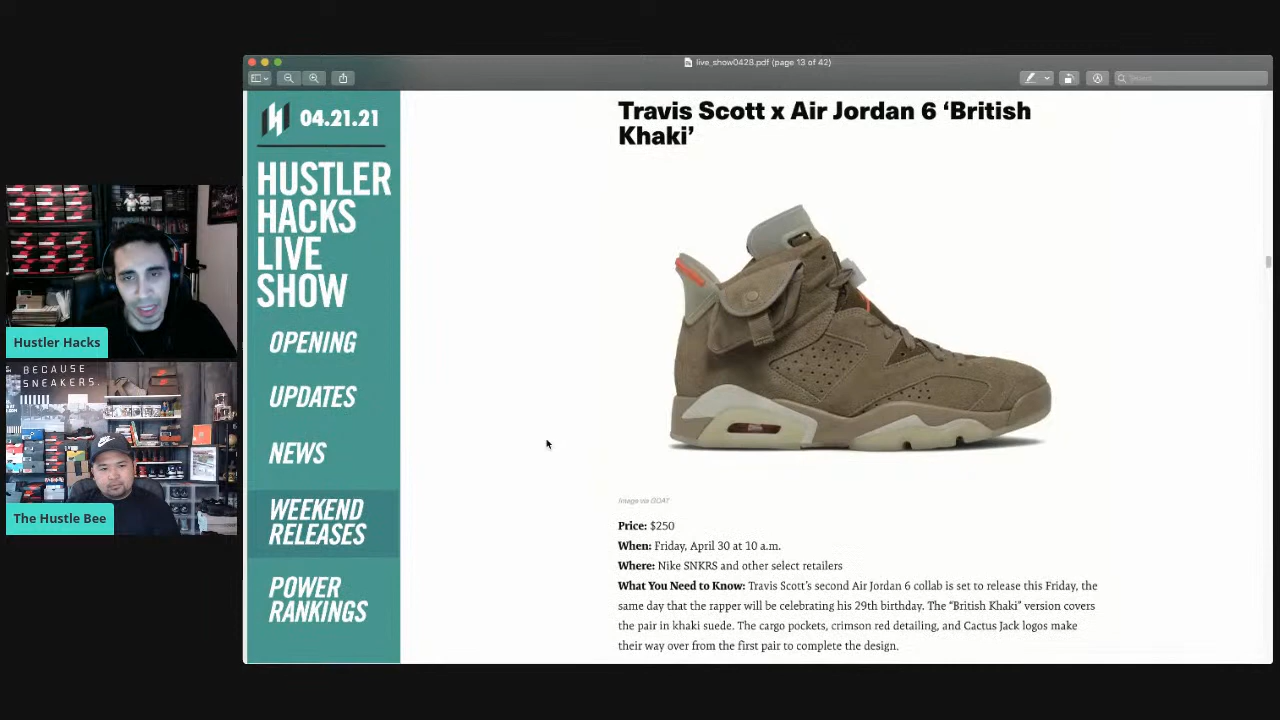 live_show0428.pdf (page 13 of 42)
Search
04.21.21
HUSTLER
HACKS
LIVE
SHOW
OPENING
UPDATES
NEWS
WEEKEND
RELEASES
POWER
RANKINGS
Travis Scott x Air Jordan 6 ‘British
Khaki’
Image via GOAT
Price: $250
When: Friday, April 30 at 10 a.m.
Where: Nike SNKRS and other select retailers
What You Need to Know: Travis Scott’s second Air Jordan 6 collab is set to release this Friday, the
same day that the rapper will be celebrating his 29th birthday. The “British Khaki” version covers
the pair in khaki suede. The cargo pockets, crimson red detailing, and Cactus Jack logos make
their way over from the first pair to complete the design.
Hustler Hacks
BECAUSE
SNEAKERS.
The Hustle Bee